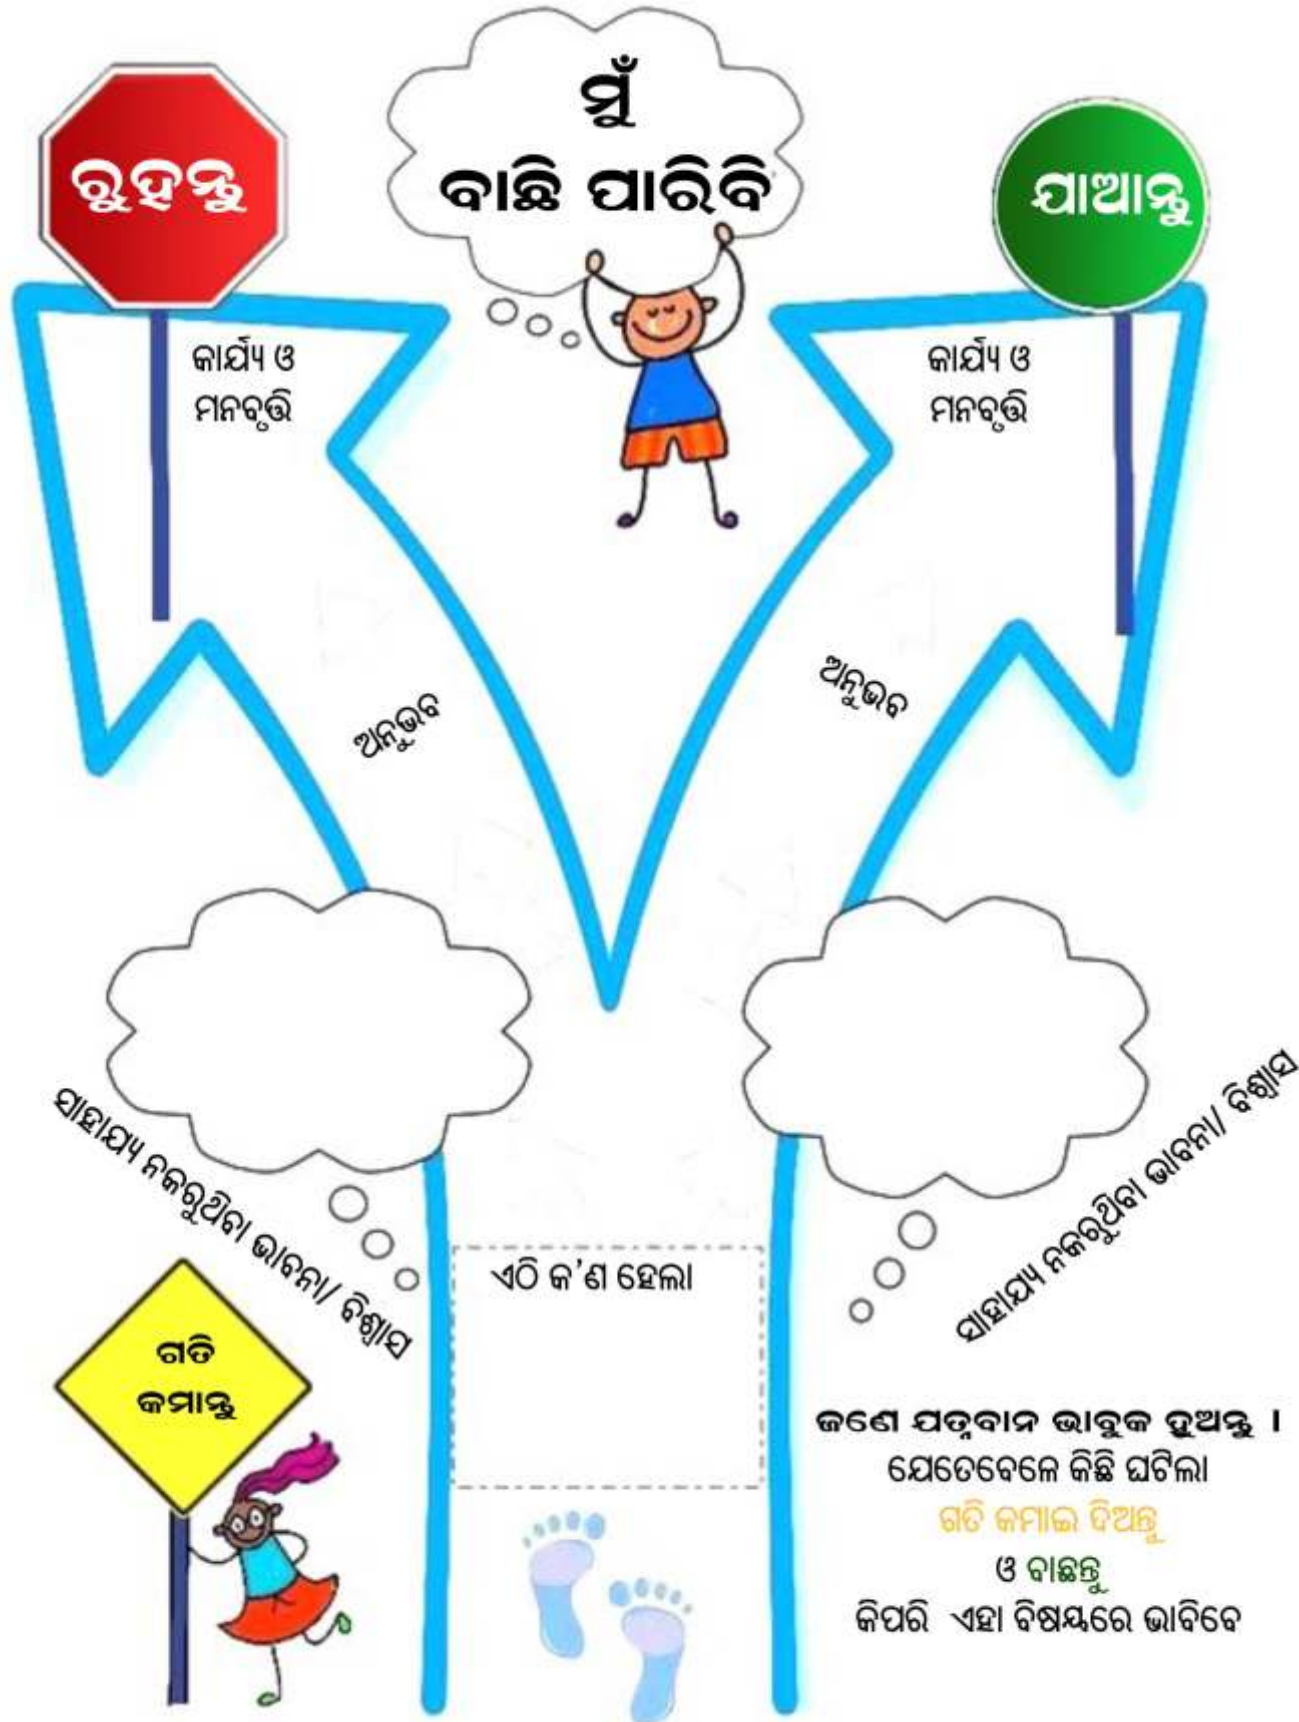 ମୁଁ
ବାଛି ପାରିବି
ରୁହନ୍ତୁ
ଯାଆନ୍ତୁ
କାର୍ଯ୍ୟ ଓ
ମନବୃତ୍ତି
କାର୍ଯ୍ୟ ଓ
ମନବୃତ୍ତି
ଅନୁଭବ
ଅନୁଭବ
ସାହାଯ୍ୟ ନକରୁଥିବା ଭାବନା/ ବିଶ୍ୱାସ
ସାହାଯ୍ୟ ନକରୁଥିବା ଭାବନା/ ବିଶ୍ୱାସ
ଏଠି କ'ଣ ହେଲା
ଗତି
କମାନ୍ତୁ
ଜଣେ ଯତ୍ନବାନ ଭାବୁକ ହୁଅନ୍ତୁ ।
ଯେତେବେଳେ କିଛି ଘଟିଲା
ଗତି କମାଇ ଦିଅନ୍ତୁ
ଓ ବାଛନ୍ତୁ
କିପରି ଏହା ବିଷୟରେ ଭାବିବେ